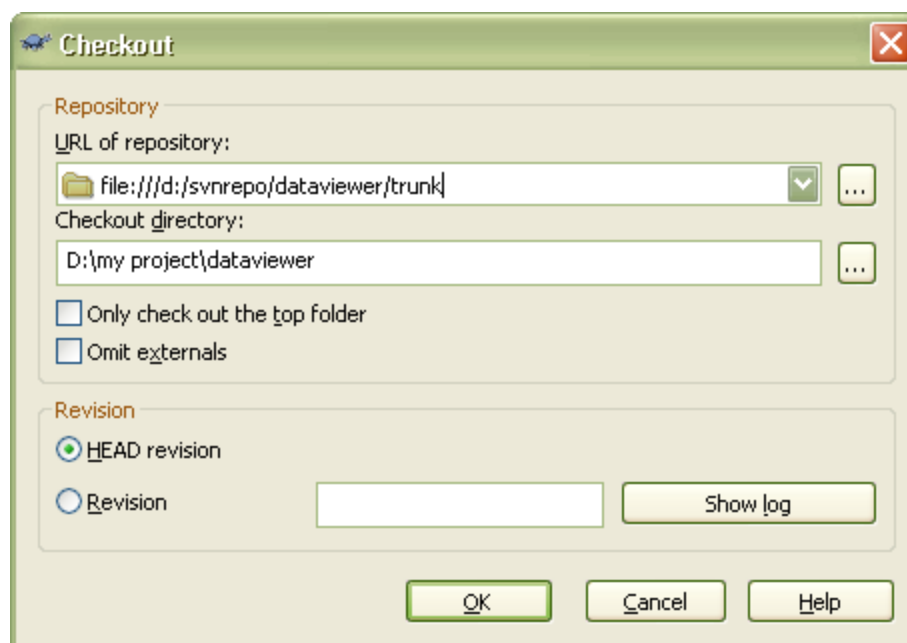 Checkout
Repository
URL of repository:
file:///d:/svnrepo/dataviewer/trunk
...
Checkout directory:
D:\my project\dataviewer
...
Only check out the top folder
Omit externals
Revision
HEAD revision
Revision
Show log
OK
Cancel
Help